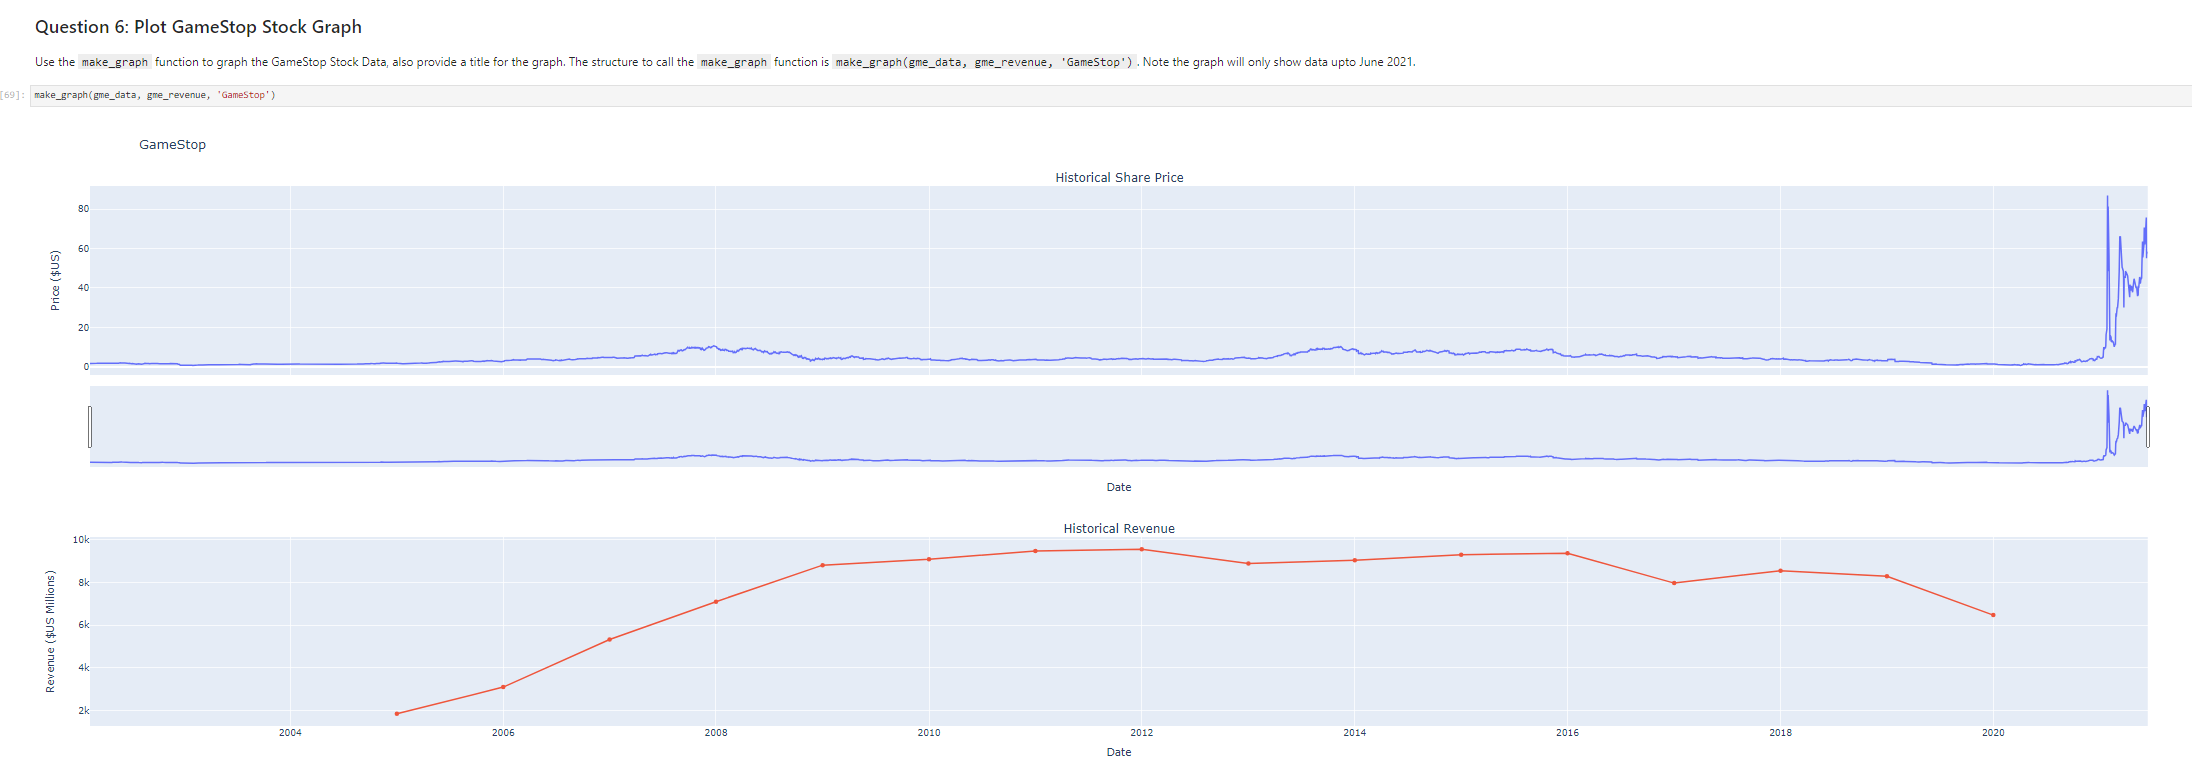 Question 6: Plot GameStop Stock Graph
Use the make_graph function to graph the GameStop Stock Data, also provide a title for the graph. The structure to call the make_graph function is make_graph(gme_data, gme_revenue, 'GameStop'). Note the graph will only show data upto June 2021.
[69]: make_graph(gme_data, gme_revenue, 'GameStop')
GameStop
Historical Share Price
80
60
40
20
0
Price ($US)
Date
Historical Revenue
10k
8k
6k
4k
2k
Revenue ($US Millions)
2004 2006 2008 2010 2012 2014 2016 2018 2020
Date